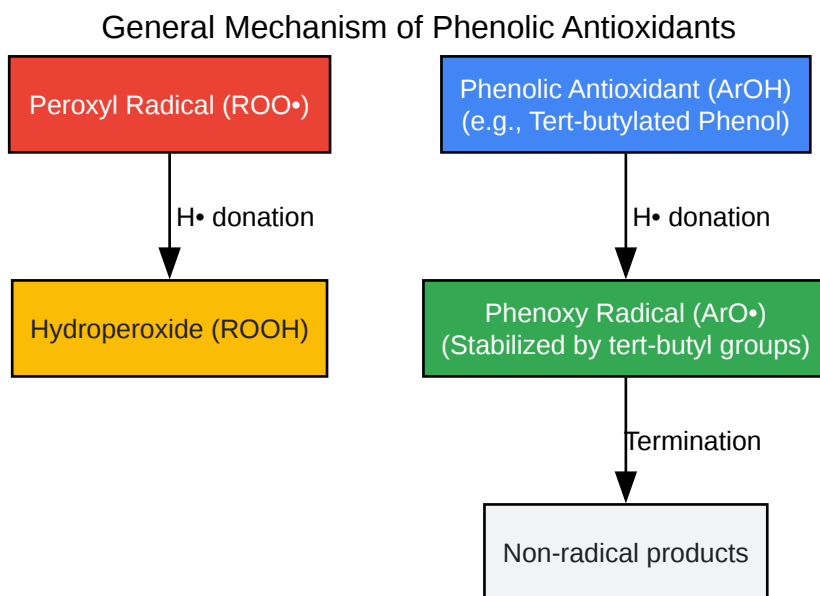 General Mechanism of Phenolic Antioxidants
Peroxyl Radical (ROO•)
Phenolic Antioxidant (ArOH)
(e.g., Tert-butylated Phenol)
H• donation
H• donation
Hydroperoxide (ROOH)
Phenoxy Radical (ArO•)
(Stabilized by tert-butyl groups)
Termination
Non-radical products